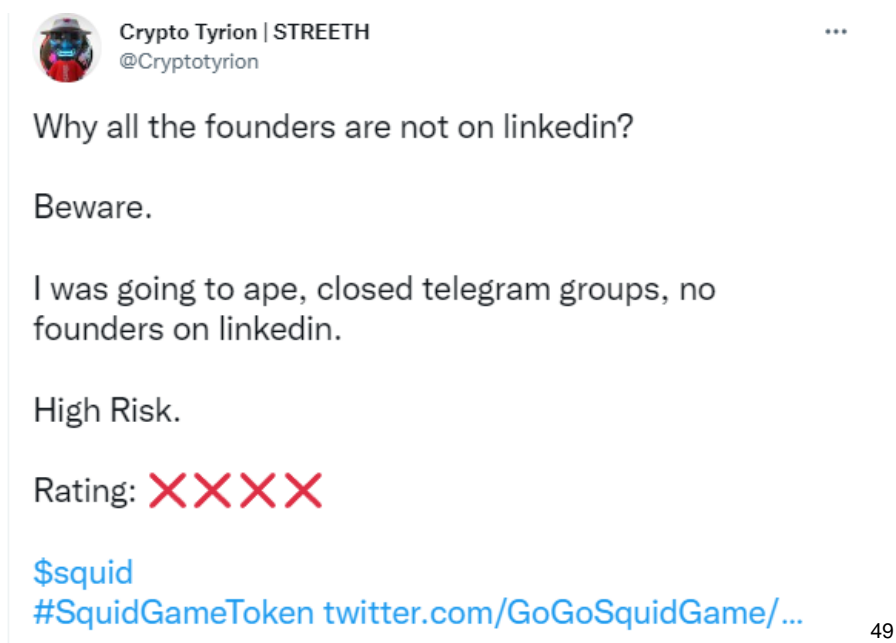 Crypto Tyrion | STREETH
@Cryptotyrion
Why all the founders are not on linkedin?
Beware.
I was going to ape, closed telegram groups, no
founders on linkedin.
High Risk.
Rating: ❌❌❌❌
$squid
#SquidGameToken twitter.com/GoGoSquidGame/...
49